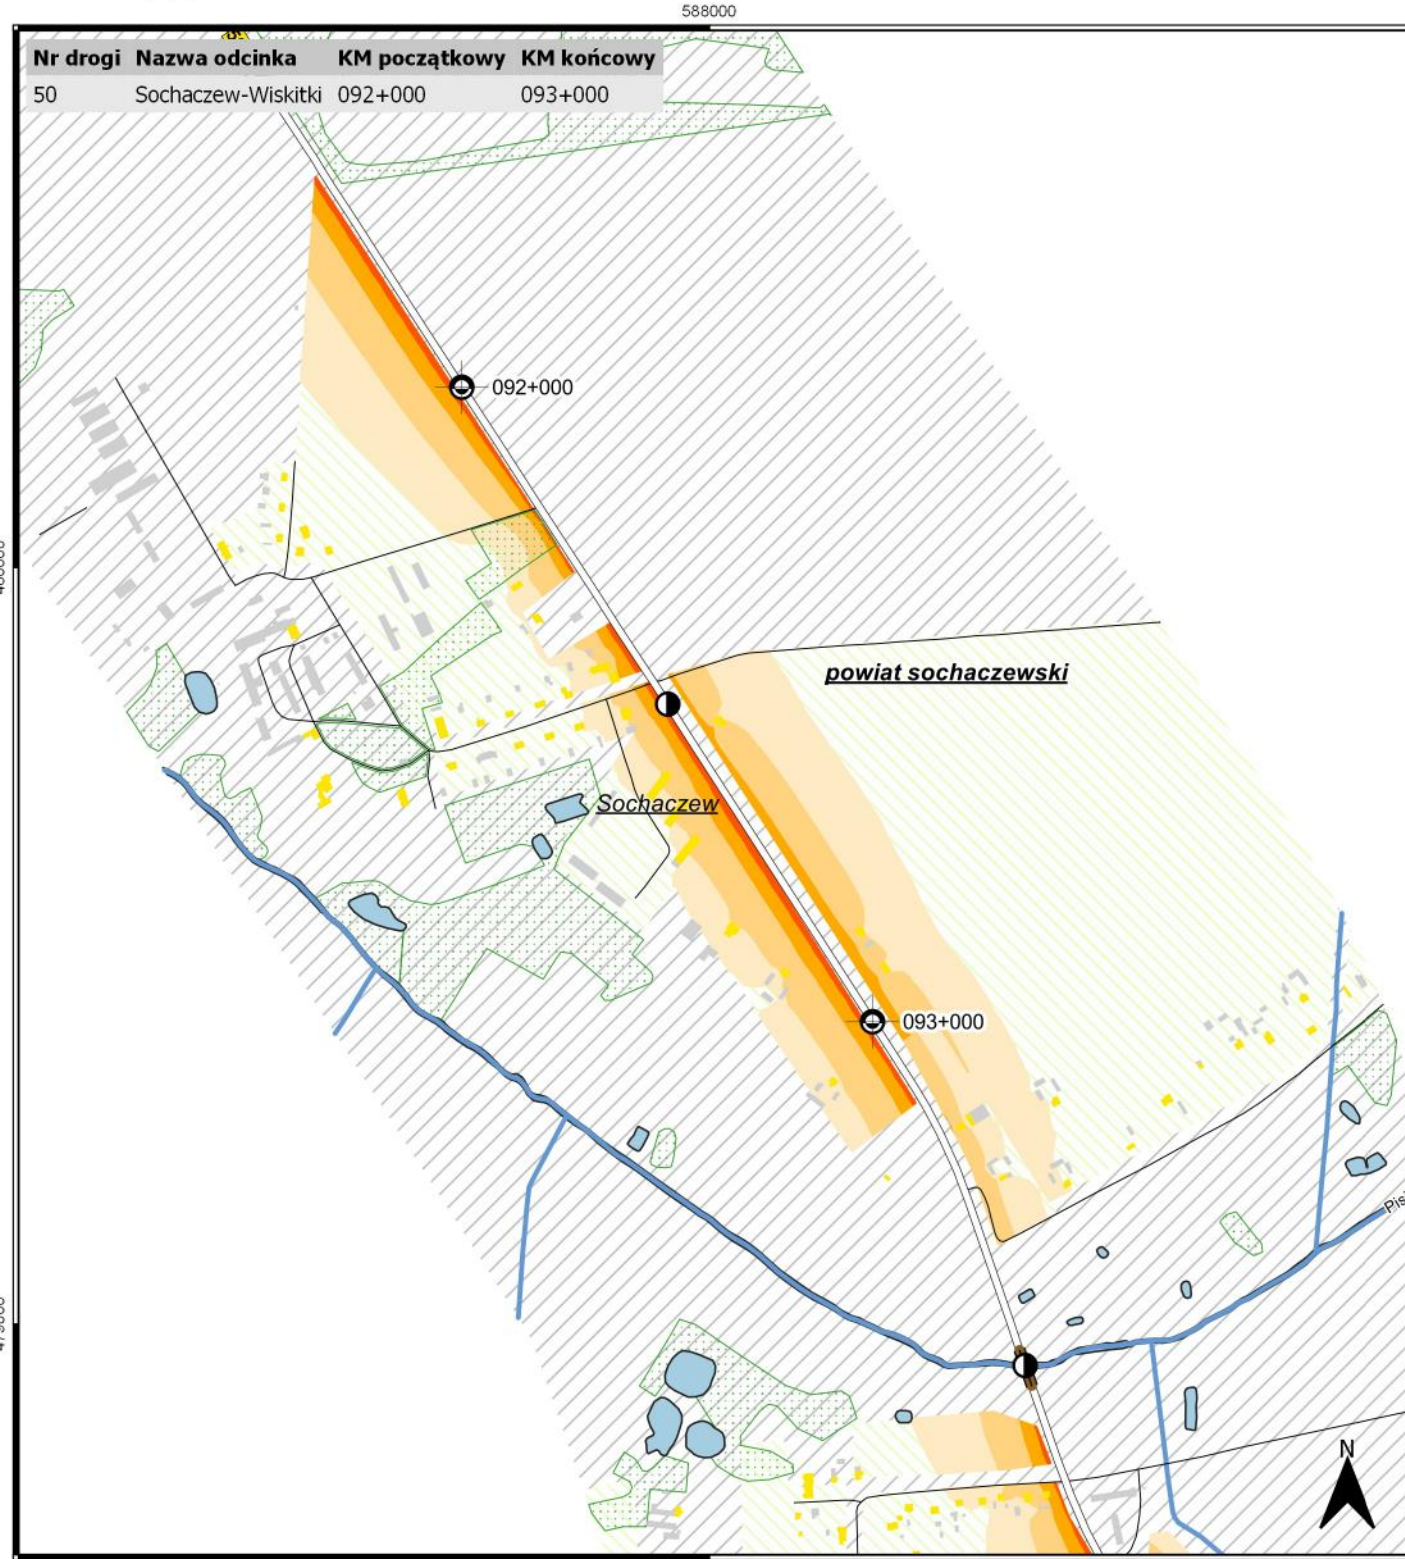 588000
Nr drogi Nazwa odcinka KM początkowy KM końcowy
50 Sochaczew-Wiskitki 092+000 093+000
092+000
powiat sochaczewski
Sochaczew
093+000
N